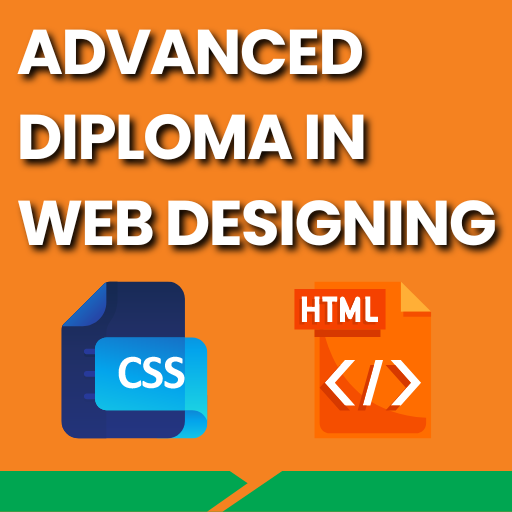 ADVANCED
DIPLOMA IN
WEB DESIGNING
CSS
HTML
</>